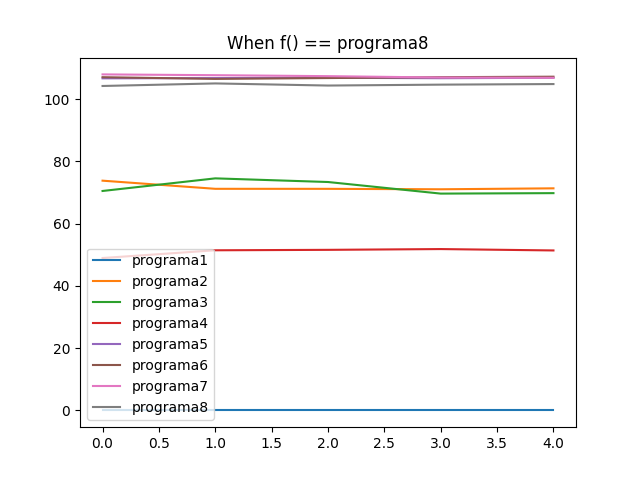 When f() == programa8
100
80
60
40
20
0
programa1
programa2
programa3
programa4
programa5
programa6
programa7
programa8
0.0 0.5 1.0 1.5 2.0 2.5 3.0 3.5 4.0